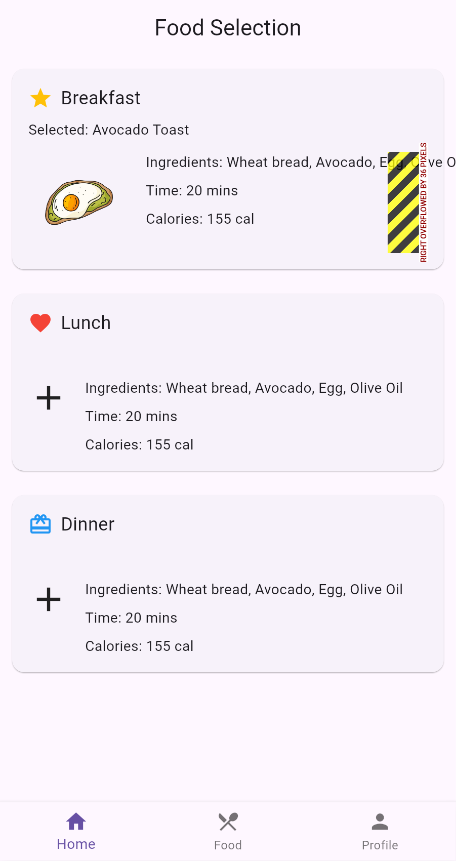 Food Selection
Breakfast
Selected: Avocado Toast
Ingredients: Wheat bread, Avocado, Egg, Olive O
Time: 20 mins
Calories: 155 cal
RIGHT OVERFLOWED BY 36 PIXELS
Lunch
Ingredients: Wheat bread, Avocado, Egg, Olive Oil
Time: 20 mins
Calories: 155 cal
Dinner
Ingredients: Wheat bread, Avocado, Egg, Olive Oil
Time: 20 mins
Calories: 155 cal
Home
Food
Profile